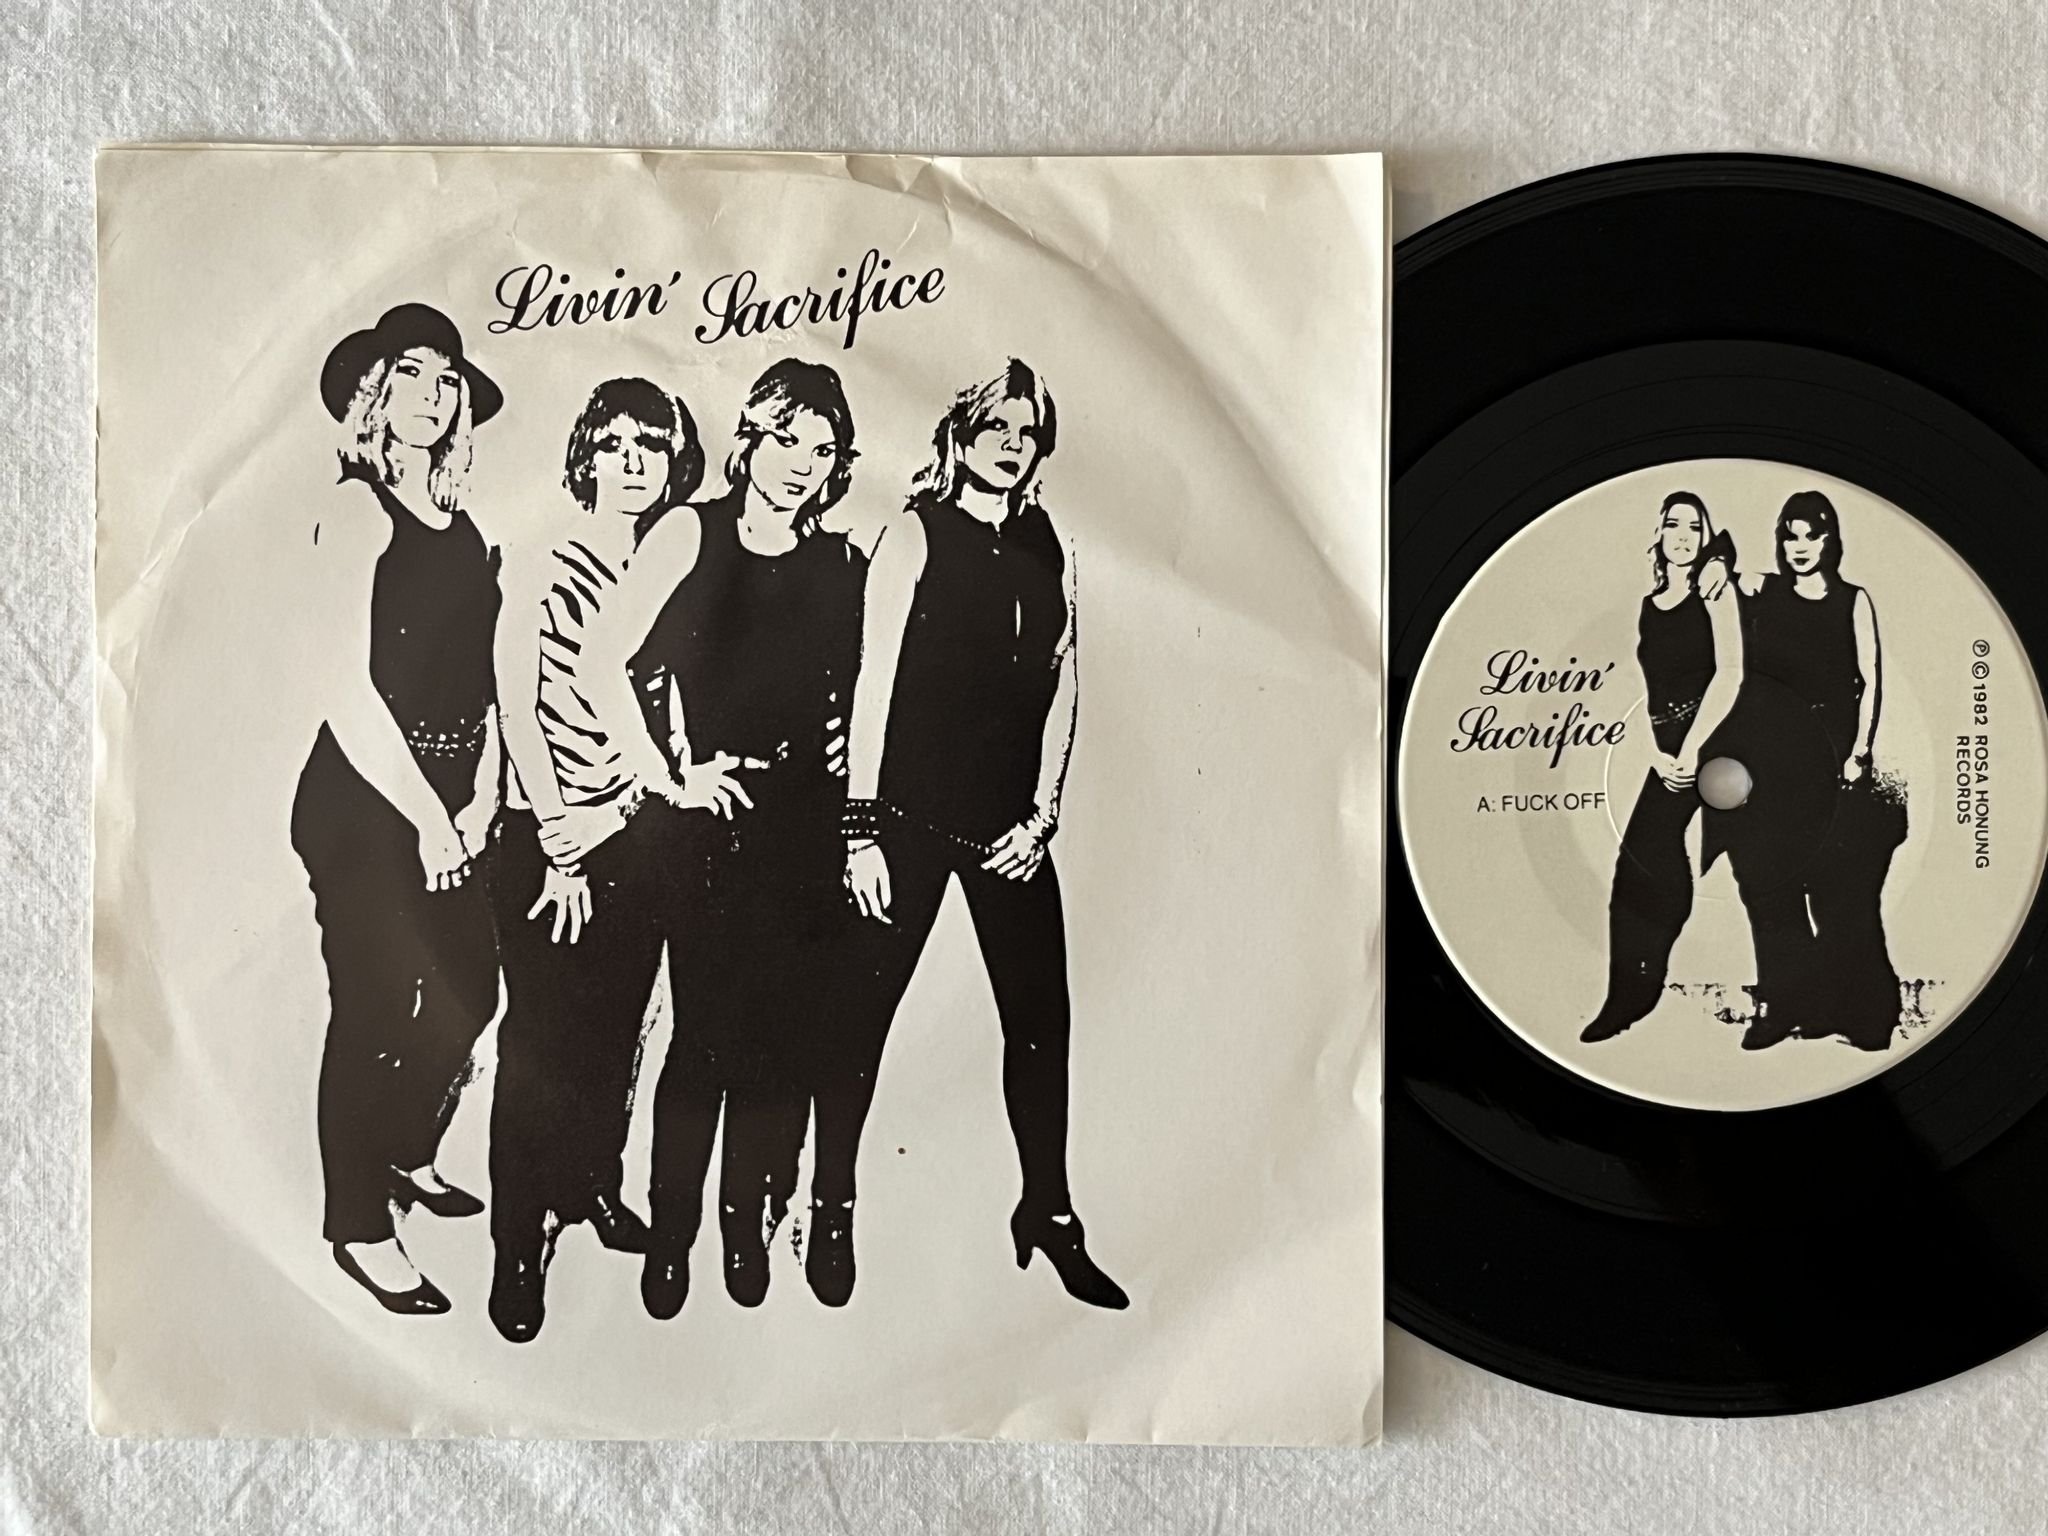 Livin' Sacrifice
Livin'
Sacrifice
A: FUCK OFF
℗ © 1982 ROSA HONUNG
RECORDS